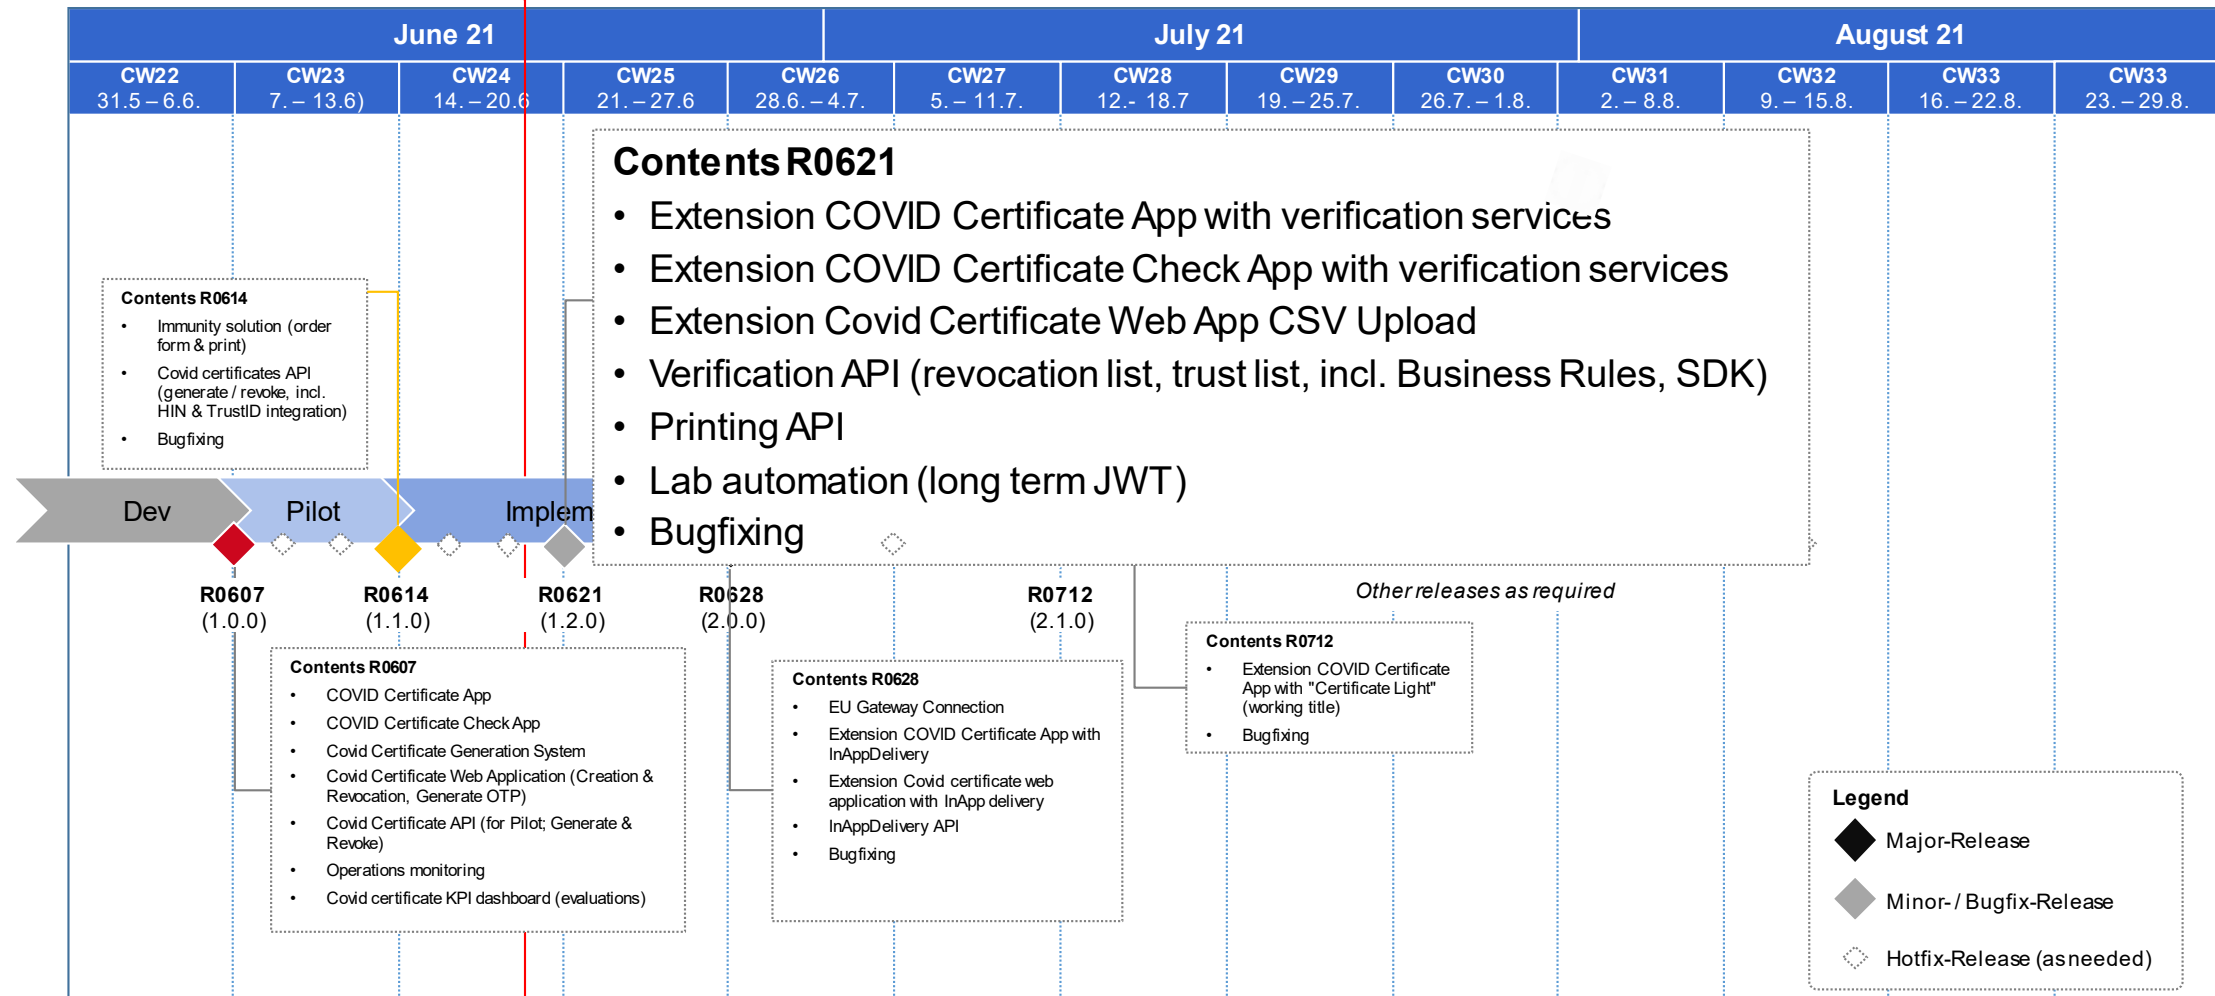 June 21
July 21
August 21
CW22
31.5 – 6.6.
CW23
7. – 13.6)
CW24
14. – 20.6
CW25
21. – 27.6
CW26
28.6. – 4.7.
CW27
5. – 11.7.
CW28
12.- 18.7
CW29
19. – 25.7.
CW30
26.7. – 1.8.
CW31
2. – 8.8.
CW32
9. – 15.8.
CW33
16. – 22.8.
CW33
23. – 29.8.
Contents R0621
• Extension COVID Certificate App with verification services
• Extension COVID Certificate Check App with verification services
• Extension Covid Certificate Web App CSV Upload
• Verification API (revocation list, trust list, incl. Business Rules, SDK)
• Printing API
• Lab automation (long term JWT)
• Bugfixing
Contents R0614
• Immunity solution (order
form & print)
• Covid certificates API
(generate / revoke, incl.
HIN & TrustID integration)
• Bugfixing
Dev
Pilot
Implem
R0607
(1.0.0)
R0614
(1.1.0)
R0621
(1.2.0)
R0628
(2.0.0)
R0712
(2.1.0)
Other releases as required
Contents R0607
• COVID Certificate App
• COVID Certificate Check App
• Covid Certificate Generation System
• Covid Certificate Web Application (Creation &
Revocation, Generate OTP)
• Covid Certificate API (for Pilot; Generate &
Revoke)
• Operations monitoring
• Covid certificate KPI dashboard (evaluations)
Contents R0628
• EU Gateway Connection
• Extension COVID Certificate App with
InAppDelivery
• Extension Covid certificate web
application with InApp delivery
• InAppDelivery API
• Bugfixing
Contents R0712
• Extension COVID Certificate
App with "Certificate Light"
(working title)
• Bugfixing
Legend
Major-Release
Minor- / Bugfix-Release
Hotfix-Release (as needed)